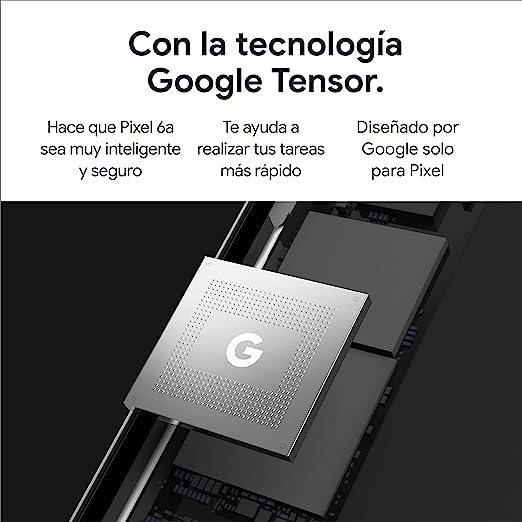 Con la tecnología
Google Tensor.
Hace que Pixel 6a
sea muy inteligente
y seguro
Te ayuda a
realizar tus tareas
más rápido
Diseñado por
Google solo
para Pixel
G